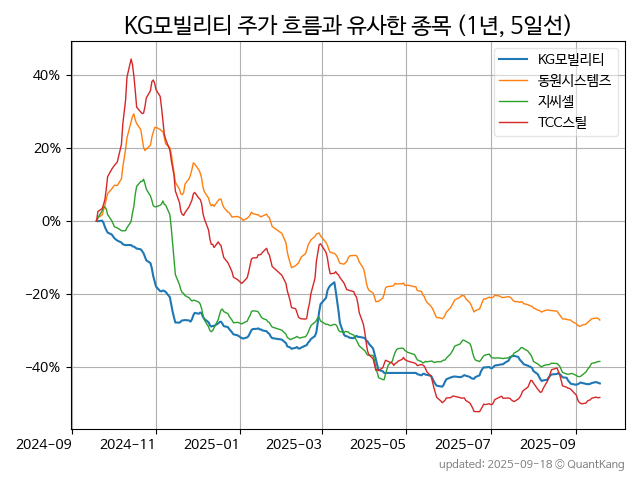 KG모빌리티 주가 흐름과 유사한 종목 (1년, 5일선)
KG모빌리티
동원시스템즈
지씨셀
TCC스틸
40%
20%
0%
−20%
−40%
2024−09
2024−11
2025−01
2025−03
2025−05
2025−07
2025−09
updated: 2025-09-18 © QuantKang